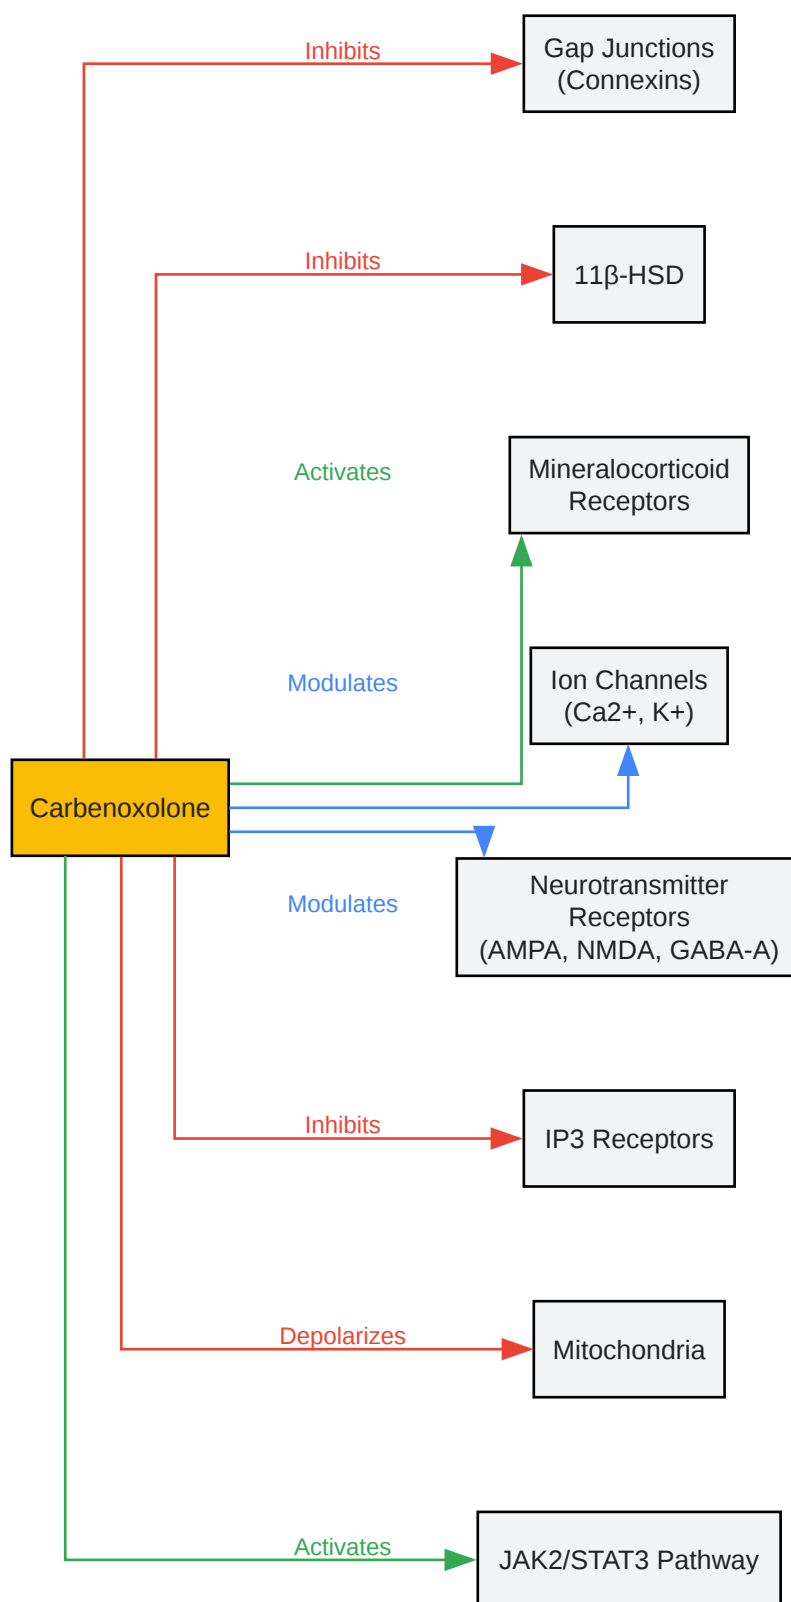 Inhibits
Gap Junctions
(Connexins)
Inhibits
11β-HSD
Activates
Mineralocorticoid
Receptors
Modulates
Ion Channels
(Ca2+, K+)
Carbenoxolone
Modulates
Neurotransmitter
Receptors
(AMPA, NMDA, GABA-A)
Inhibits
IP3 Receptors
Depolarizes
Mitochondria
Activates
JAK2/STAT3 Pathway